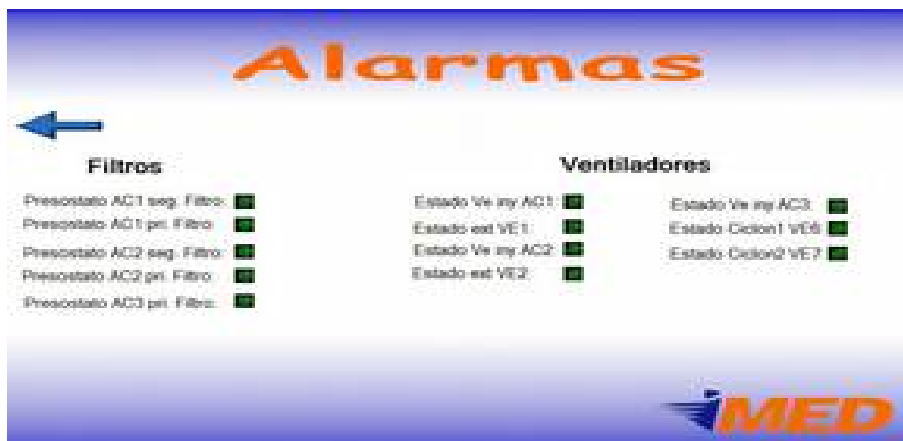 Alarmas
Filtros
Presostato AC1 seg. Filtro:
Presostato AC1 pri. Filtro:
Presostato AC2 seg. Filtro:
Presostato AC2 pri. Filtro:
Presostato AC3 pri. Filtro:
Ventiladores
Estado Ve iny AC1:
Estado ext VE1:
Estado Ve iny AC2:
Estado ext VE2:
Estado Ve iny AC3:
Estado Ciclon1 VE6:
Estado Ciclon2 VE7:
iMED